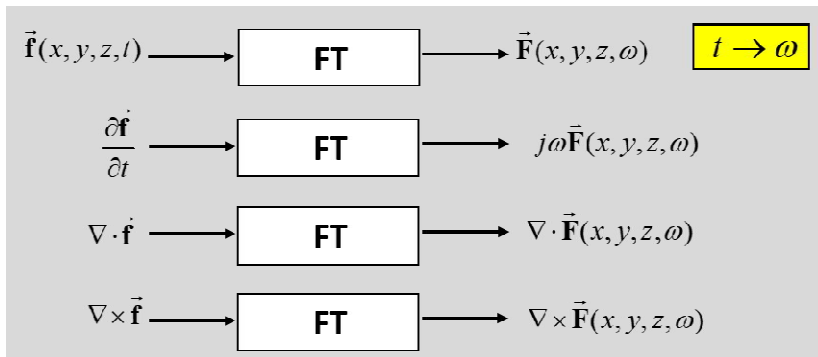 f⃗(x, y, z, t) FT F⃗(x, y, z, ω) t → ω
∂f⃗/∂t FT jωF⃗(x, y, z, ω)
∇·f⃗ FT ∇·F⃗(x, y, z, ω)
∇×f⃗ FT ∇×F⃗(x, y, z, ω)